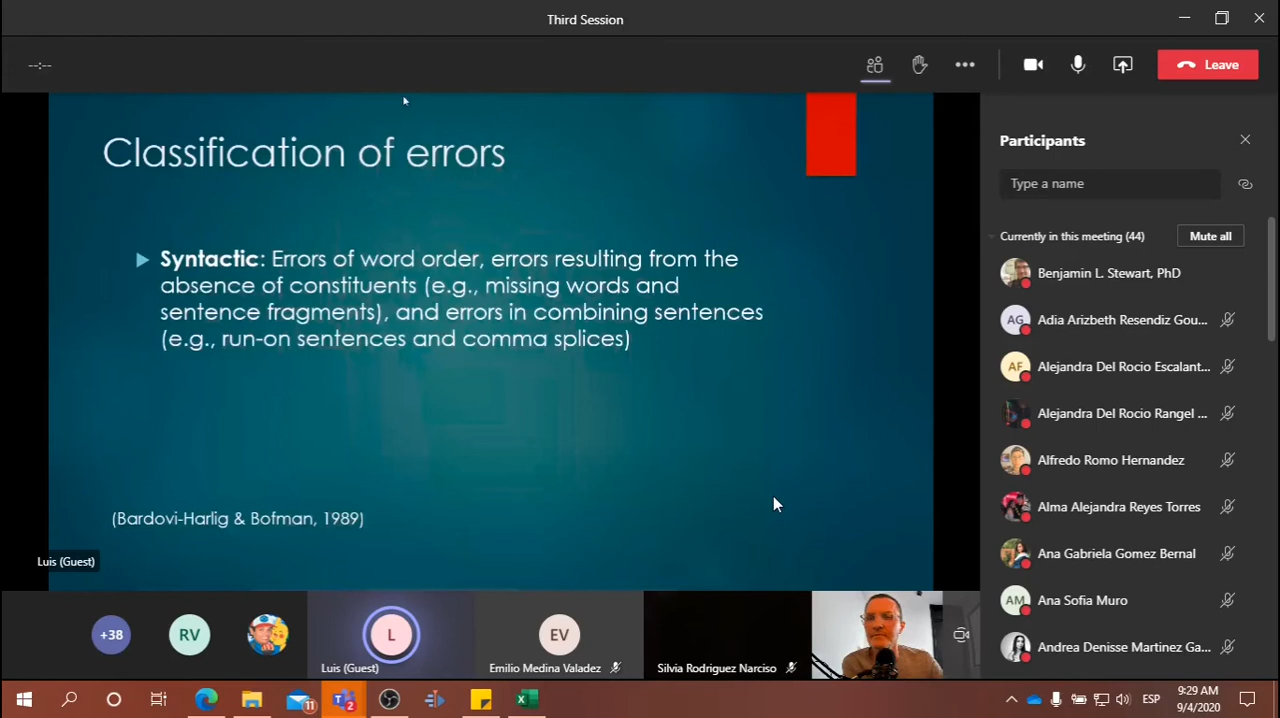 Third Session
--:--
Leave
Classification of errors
Syntactic: Errors of word order, errors resulting from the
absence of constituents (e.g., missing words and
sentence fragments), and errors in combining sentences
(e.g., run-on sentences and comma splices)
(Bardovi-Harlig & Bofman, 1989)
Luis (Guest)
Participants
Type a name
Currently in this meeting (44)
Mute all
Benjamin L. Stewart, PhD
AG
Adia Arizbeth Resendiz Gou...
AF
Alejandra Del Rocio Escalant...
Alejandra Del Rocio Rangel ...
Alfredo Romo Hernandez
Alma Alejandra Reyes Torres
Ana Gabriela Gomez Bernal
AM
Ana Sofia Muro
Andrea Denisse Martinez Ga...
+38
RV
L
Luis (Guest)
EV
Emilio Medina Valadez
Silvia Rodriguez Narciso
11
2
ESP
9:29 AM
9/4/2020